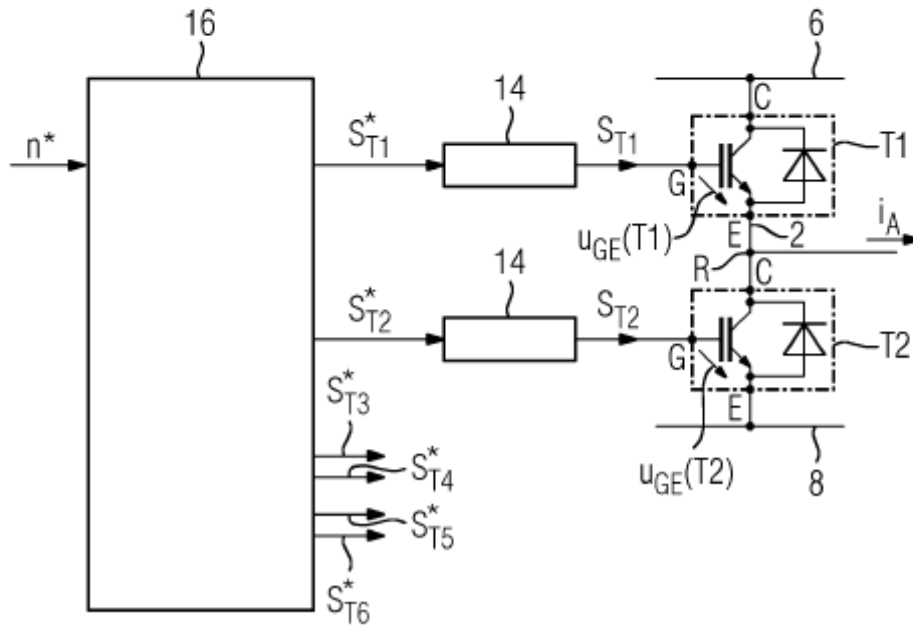 16
6
14
C
n*
S*T1
ST1
T1
G
uGE(T1)
E
2
iA
R
14
C
S*T2
ST2
T2
G
E
S*T3
S*T4
uGE(T2)
8
S*T5
S*T6